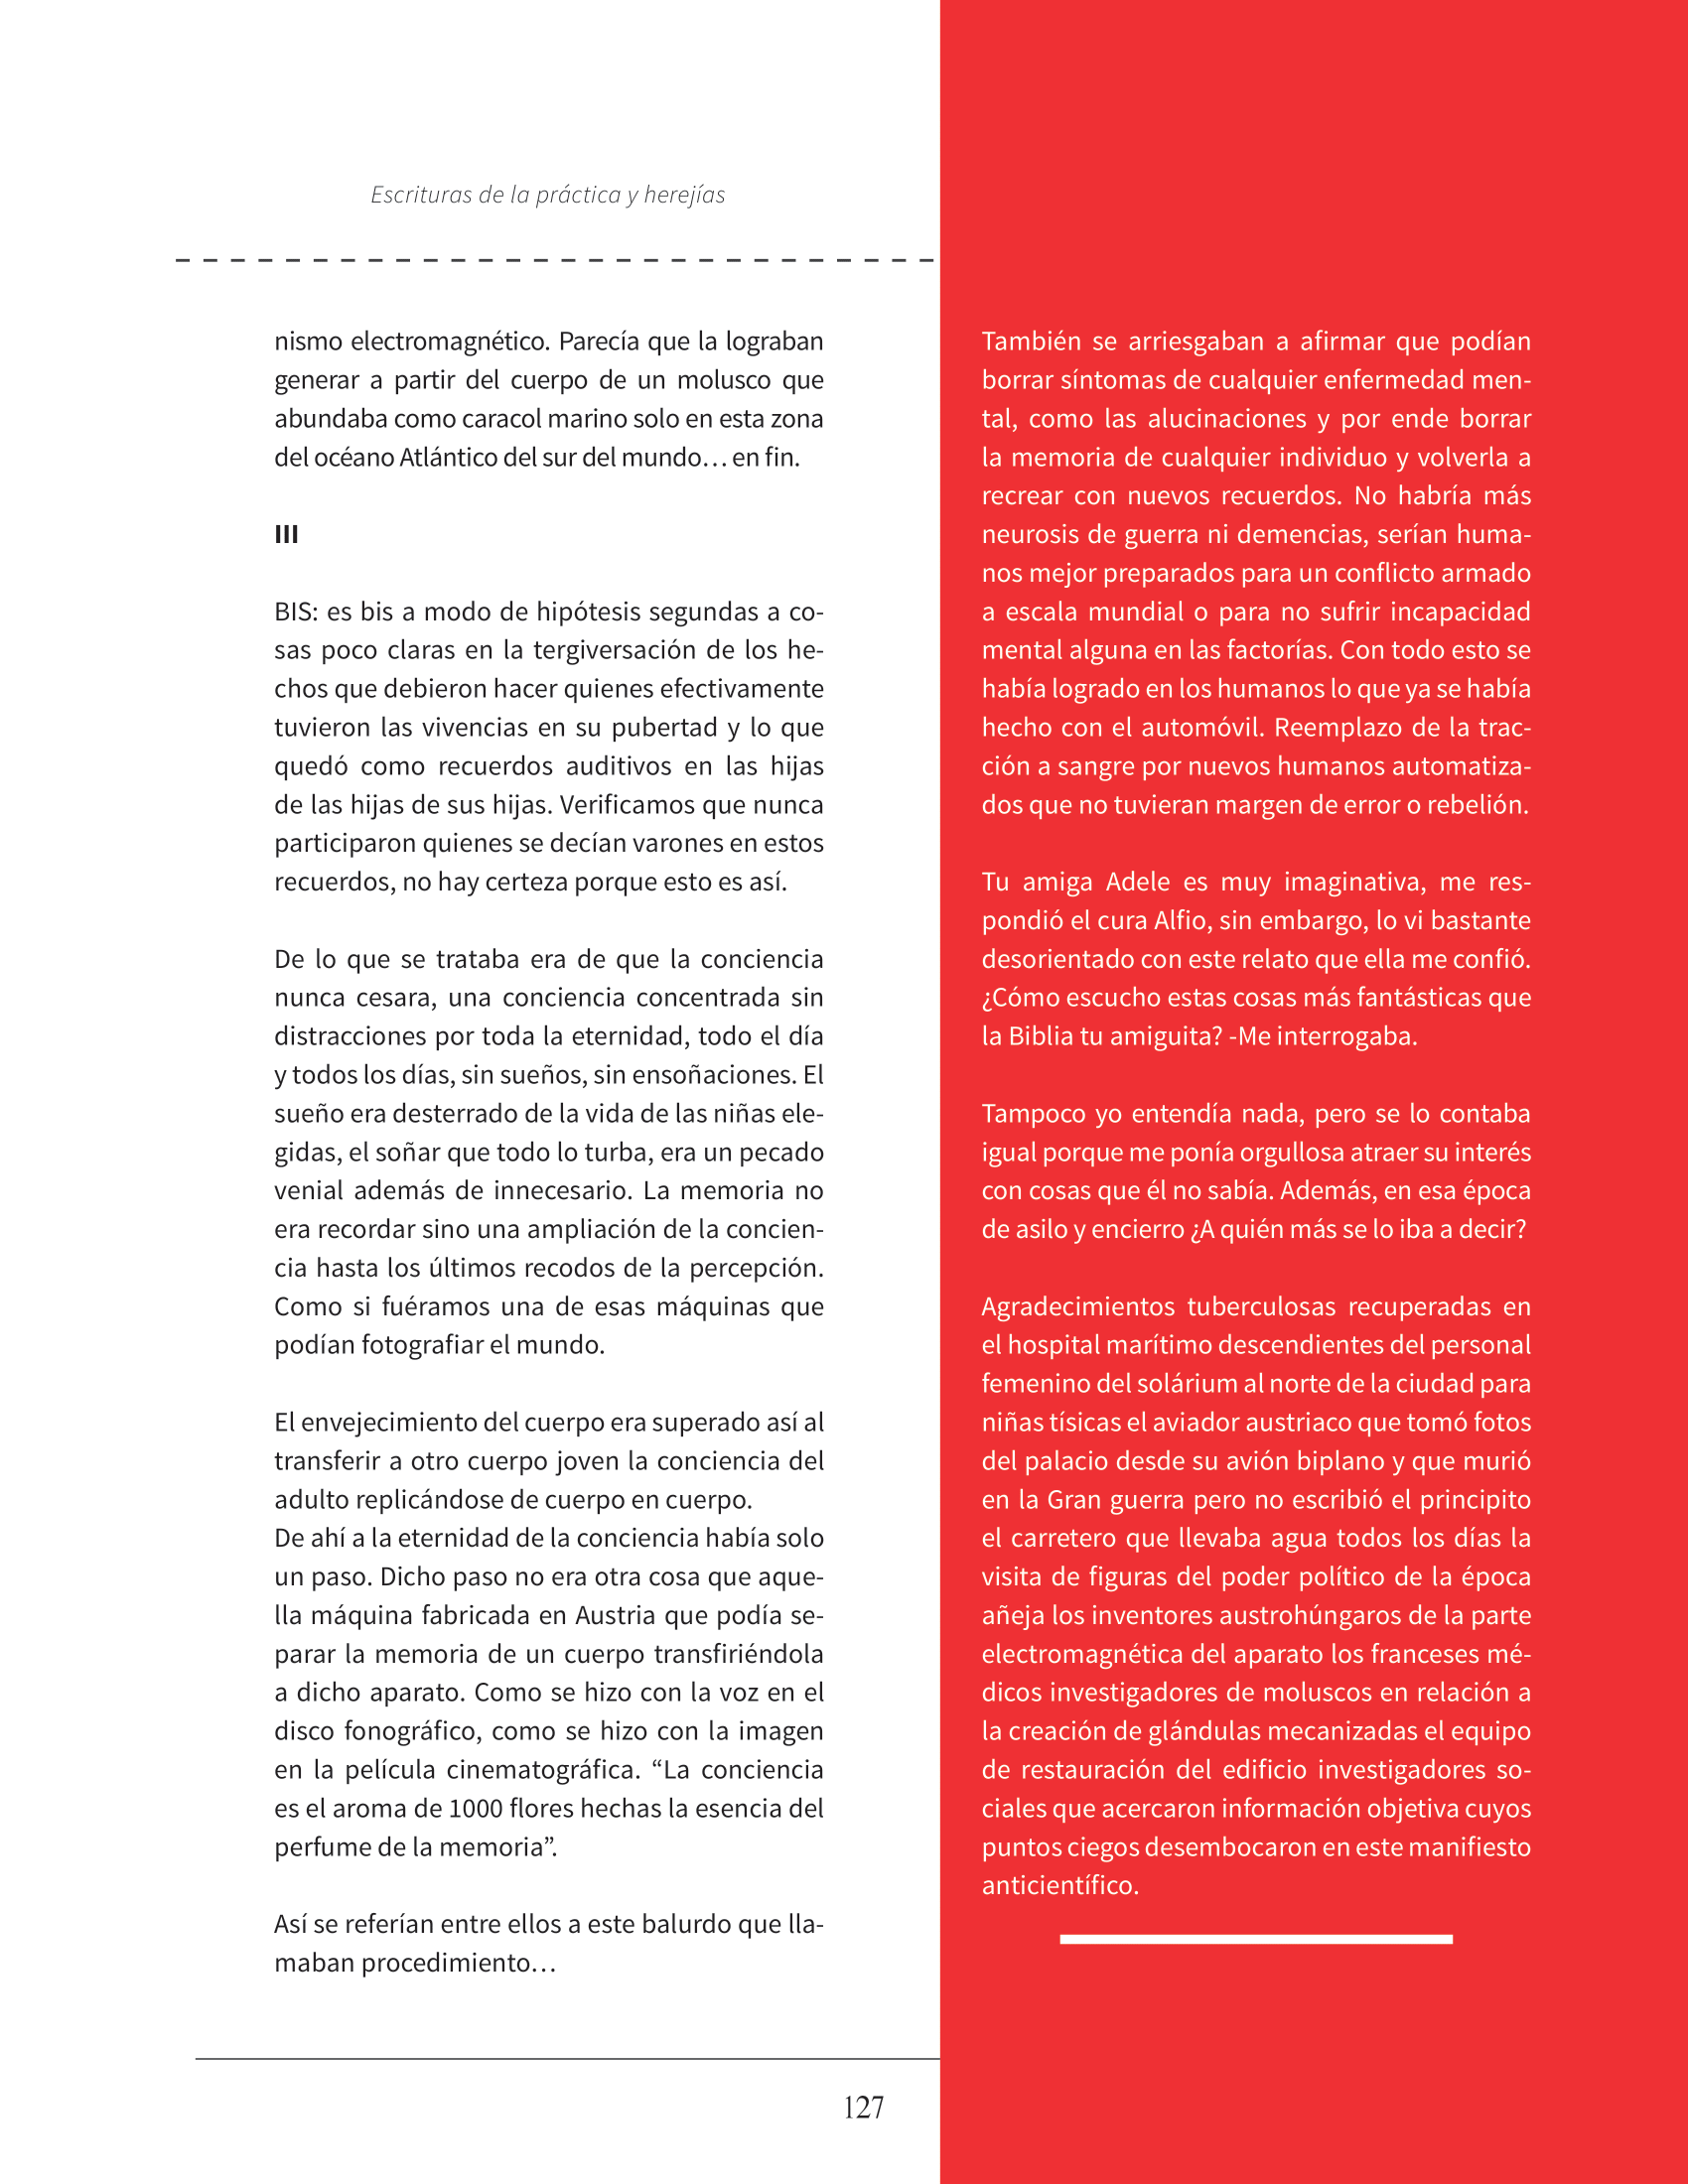 Escrituras de la práctica y herejías
nismo electromagnético. Parecía que la lograban
generar a partir del cuerpo de un molusco que
abundaba como caracol marino solo en esta zona
del océano Atlántico del sur del mundo… en fin.
III
BIS: es bis a modo de hipótesis segundas a co-
sas poco claras en la tergiversación de los he-
chos que debieron hacer quienes efectivamente
tuvieron las vivencias en su pubertad y lo que
quedó como recuerdos auditivos en las hijas
de las hijas de sus hijas. Verificamos que nunca
participaron quienes se decían varones en estos
recuerdos, no hay certeza porque esto es así.
De lo que se trataba era de que la conciencia
nunca cesara, una conciencia concentrada sin
distracciones por toda la eternidad, todo el día
y todos los días, sin sueños, sin ensoñaciones. El
sueño era desterrado de la vida de las niñas ele-
gidas, el soñar que todo lo turba, era un pecado
venial además de innecesario. La memoria no
era recordar sino una ampliación de la concien-
cia hasta los últimos recodos de la percepción.
Como si fuéramos una de esas máquinas que
podían fotografiar el mundo.
El envejecimiento del cuerpo era superado así al
transferir a otro cuerpo joven la conciencia del
adulto replicándose de cuerpo en cuerpo.
De ahí a la eternidad de la conciencia había solo
un paso. Dicho paso no era otra cosa que aque-
lla máquina fabricada en Austria que podía se-
parar la memoria de un cuerpo transfiriéndola
a dicho aparato. Como se hizo con la voz en el
disco fonográfico, como se hizo con la imagen
en la película cinematográfica. “La conciencia
es el aroma de 1000 flores hechas la esencia del
perfume de la memoria”.
Así se referían entre ellos a este balurdo que lla-
maban procedimiento…
También se arriesgaban a afirmar que podían
borrar síntomas de cualquier enfermedad men-
tal, como las alucinaciones y por ende borrar
la memoria de cualquier individuo y volverla a
recrear con nuevos recuerdos. No habría más
neurosis de guerra ni demencias, serían huma-
nos mejor preparados para un conflicto armado
a escala mundial o para no sufrir incapacidad
mental alguna en las factorías. Con todo esto se
había logrado en los humanos lo que ya se había
hecho con el automóvil. Reemplazo de la trac-
ción a sangre por nuevos humanos automatiza-
dos que no tuvieran margen de error o rebelión.
Tu amiga Adele es muy imaginativa, me res-
pondió el cura Alfio, sin embargo, lo vi bastante
desorientado con este relato que ella me confió.
¿Cómo escucho estas cosas más fantásticas que
la Biblia tu amiguita? -Me interrogaba.
Tampoco yo entendía nada, pero se lo contaba
igual porque me ponía orgullosa atraer su interés
con cosas que él no sabía. Además, en esa época
de asilo y encierro ¿A quién más se lo iba a decir?
Agradecimientos tuberculosas recuperadas en
el hospital marítimo descendientes del personal
femenino del solárium al norte de la ciudad para
niñas tísicas el aviador austriaco que tomó fotos
del palacio desde su avión biplano y que murió
en la Gran guerra pero no escribió el principito
el carretero que llevaba agua todos los días la
visita de figuras del poder político de la época
añeja los inventores austrohúngaros de la parte
electromagnética del aparato los franceses mé-
dicos investigadores de moluscos en relación a
la creación de glándulas mecanizadas el equipo
de restauración del edificio investigadores so-
ciales que acercaron información objetiva cuyos
puntos ciegos desembocaron en este manifiesto
anticientífico.
127